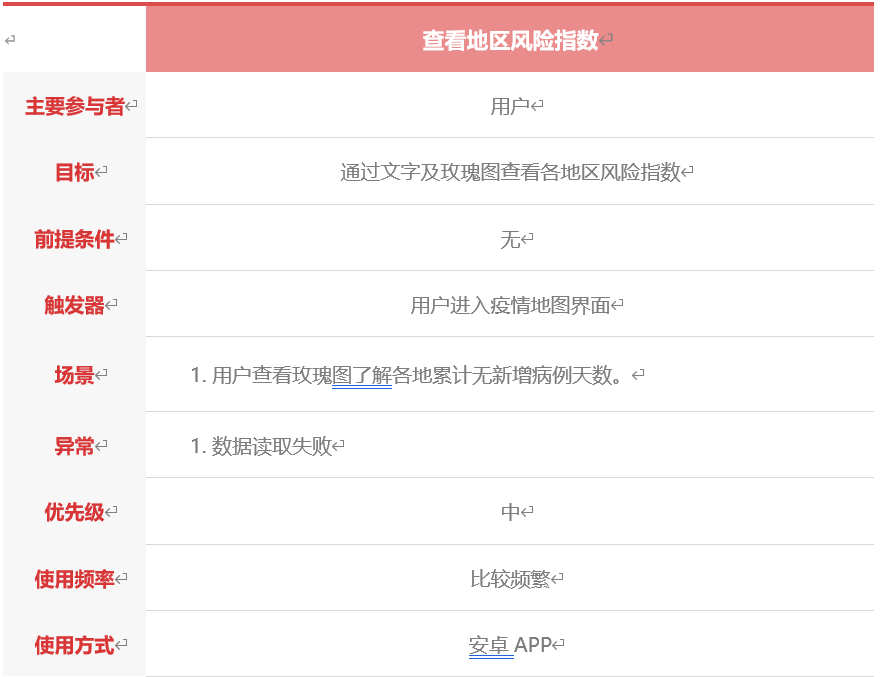 查看地区风险指数
主要参与者 用户
目标 通过文字及玫瑰图查看各地区风险指数
前提条件 无
触发器 用户进入疫情地图界面
场景 1. 用户查看玫瑰图了解各地累计无新增病例天数。
异常 1. 数据读取失败
优先级 中
使用频率 比较频繁
使用方式 安卓 APP